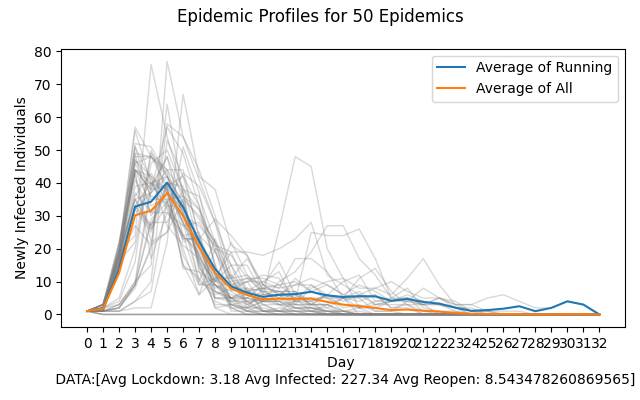 Epidemic Profiles for 50 Epidemics
Average of Running
Average of All
Newly Infected Individuals
80
70
60
50
40
30
20
10
0
0 1 2 3 4 5 6 7 8 9 10 11 12 13 14 15 16 17 18 19 20 21 22 23 24 25 26 27 28 29 30 31 32
Day
DATA:[Avg Lockdown: 3.18 Avg Infected: 227.34 Avg Reopen: 8.543478260869565]